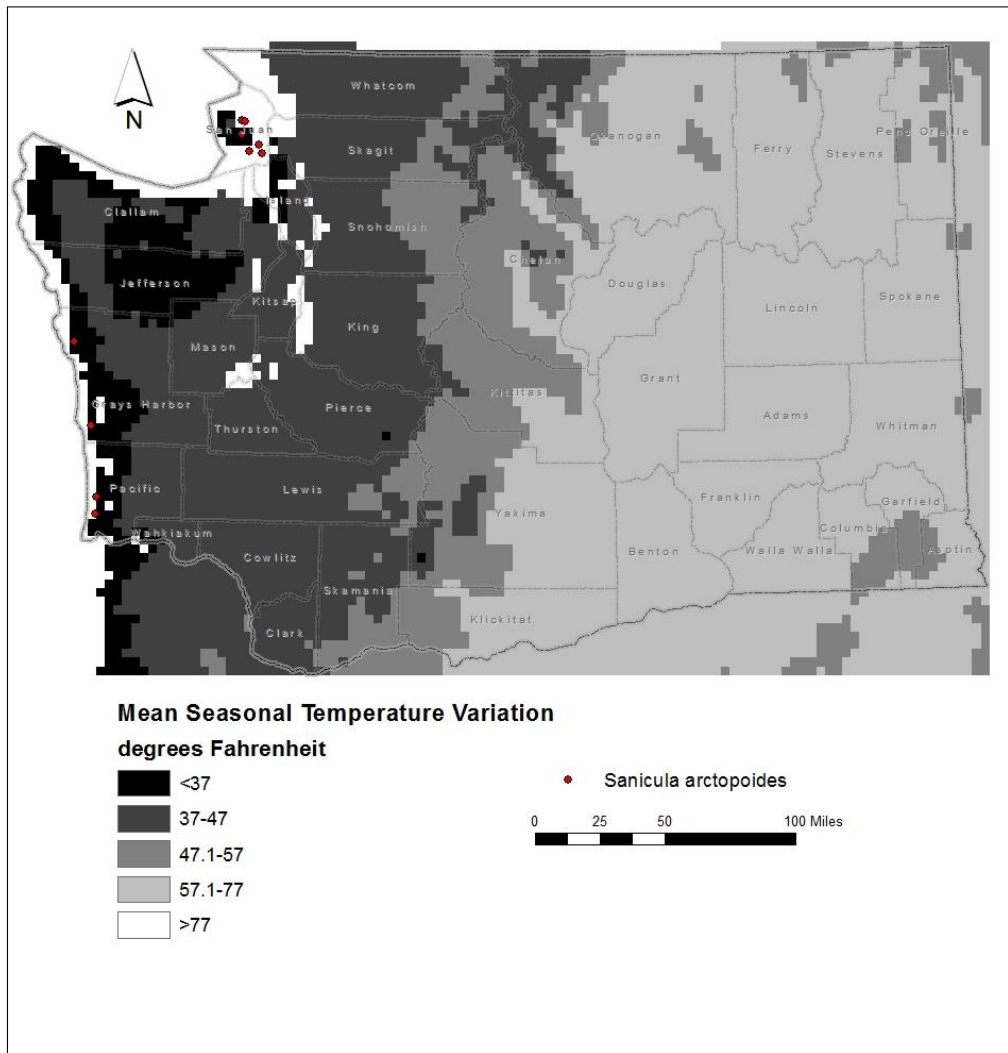 N
Whatcom
San Juan
Okanogan
Pend Oreille
Ferry
Stevens
Skagit
Island
Clallam
Snohomish
Chelan
Jefferson
Douglas
Lincoln
Spokane
Kitsap
King
Mason
Grant
Kittitas
Grays Harbor
Pierce
Adams
Whitman
Thurston
Pacific
Lewis
Franklin
Garfield
Yakima
Columbia
Wahkiakum
Cowlitz
Benton
Walla Walla
Asotin
Skamania
Klickitat
Clark
Mean Seasonal Temperature Variation
degrees Fahrenheit
<37
37-47
47.1-57
57.1-77
>77
Sanicula arctopoides
0 25 50 100 Miles